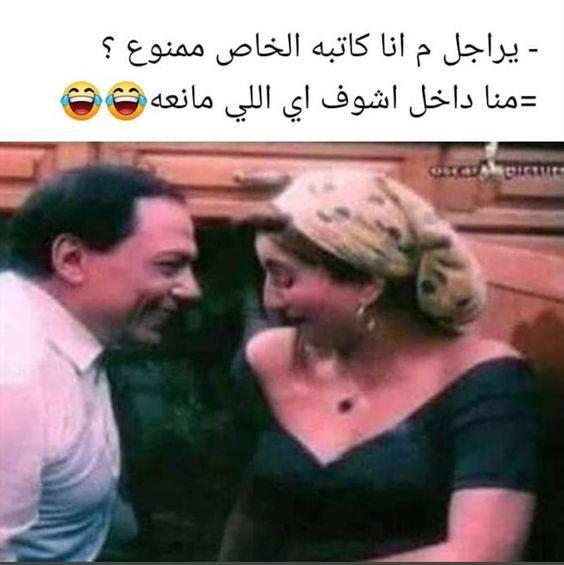 - يراجل م انا كاتبه الخاص ممنوع ؟
=منا داخل اشوف اي اللي مانعه😂😂